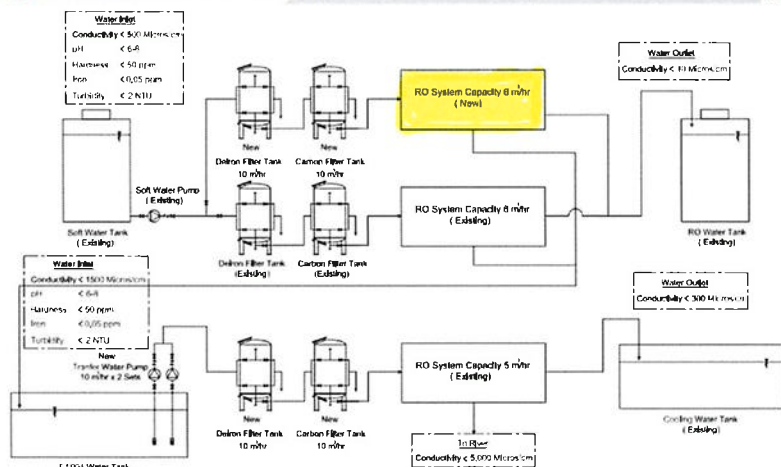 Water Inlet
Conductivity < 500 Micros/cm
pH < 6-8
Hardness < 50 ppm
Iron < 0,05 ppm
Turbidity < 2 NTU
Soft Water Tank
( Existing)
Soft Water Pump
( Existing)
New
Deiron Filter Tank
10 m³/hr
New
Carbon Filter Tank
10 m³/hr
RO System Capacity 6 m³/hr
( New)
Water Outlet
Conductivity < 10 Micros/cm
Deiron Filter Tank
(Existing)
Carbon Filter Tank
(Existing)
RO System Capacity 6 m³/hr
( Existing)
RO Water Tank
( Existing)
Water Inlet
Conductivity < 1500 Micros/cm
pH < 6-8
Hardness < 50 ppm
Iron < 0,05 ppm
Turbidity < 2 NTU
New
Tranfer Water Pump
10 m³/hr x 2 Sets
New
Deiron Filter Tank
10 m³/hr
New
Carbon Filter Tank
10 m³/hr
RO System Capacity 5 m³/hr
( Existing)
Water Outlet
Conductivity < 300 Micros/cm
Cooling Water Tank
( Existing)
To River
Conductivity < 5,000 Micros/cm
Water Tank